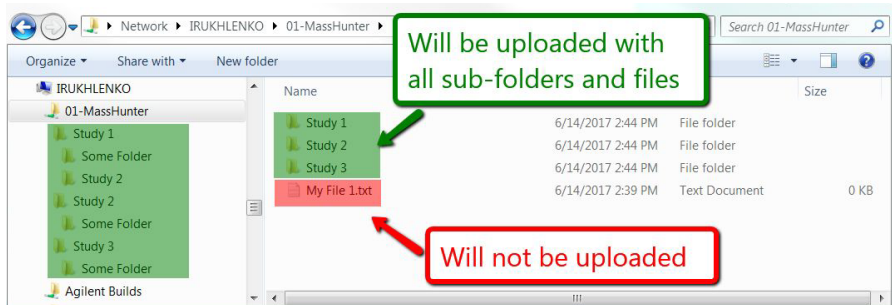 Network ▸ IRUKHLENKO ▸ 01-MassHunter ▸
Search 01-MassHunter
Organize ▾ Share with ▾ New folder
Will be uploaded with
all sub-folders and files
IRUKHLENKO
01-MassHunter
Study 1
Some Folder
Study 2
Study 2
Some Folder
Study 3
Some Folder
Agilent Builds
Name Size
Study 1 6/14/2017 2:44 PM File folder
Study 2 6/14/2017 2:44 PM File folder
Study 3 6/14/2017 2:44 PM File folder
My File 1.txt 6/14/2017 2:39 PM Text Document 0 KB
Will not be uploaded